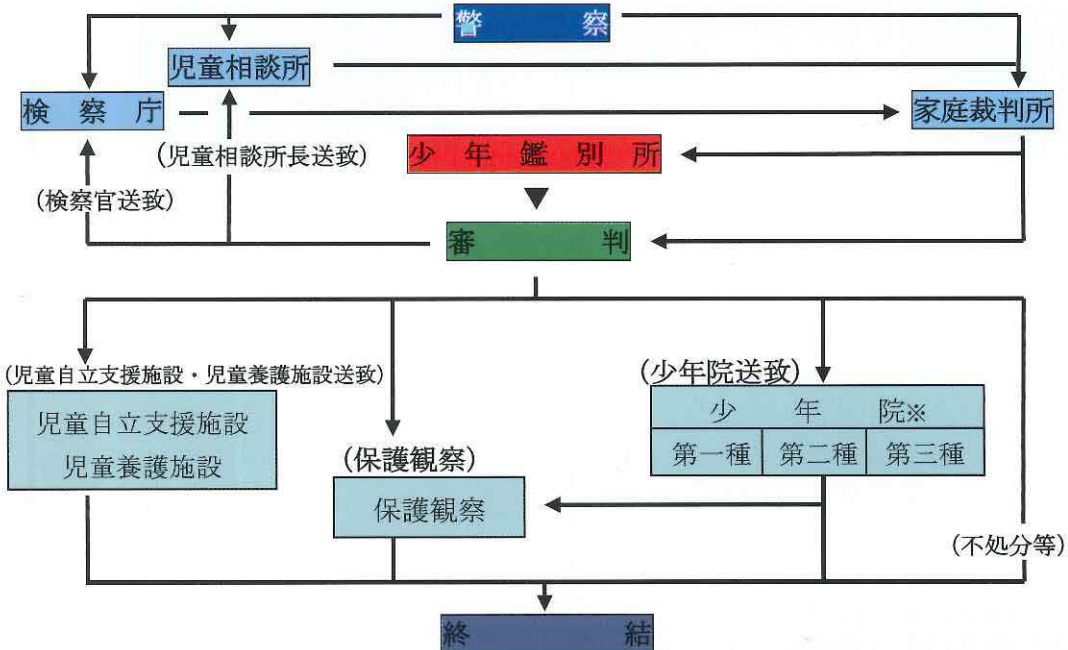 警　　察
児童相談所
検　察　庁
家庭裁判所
(児童相談所長送致)
少　年　鑑　別　所
(検察官送致)
審　　判
(児童自立支援施設・児童養護施設送致)
(少年院送致)
児童自立支援施設
児童養護施設
少　年　院※
第一種　第二種　第三種
(保護観察)
保護観察
(不処分等)
終　　結